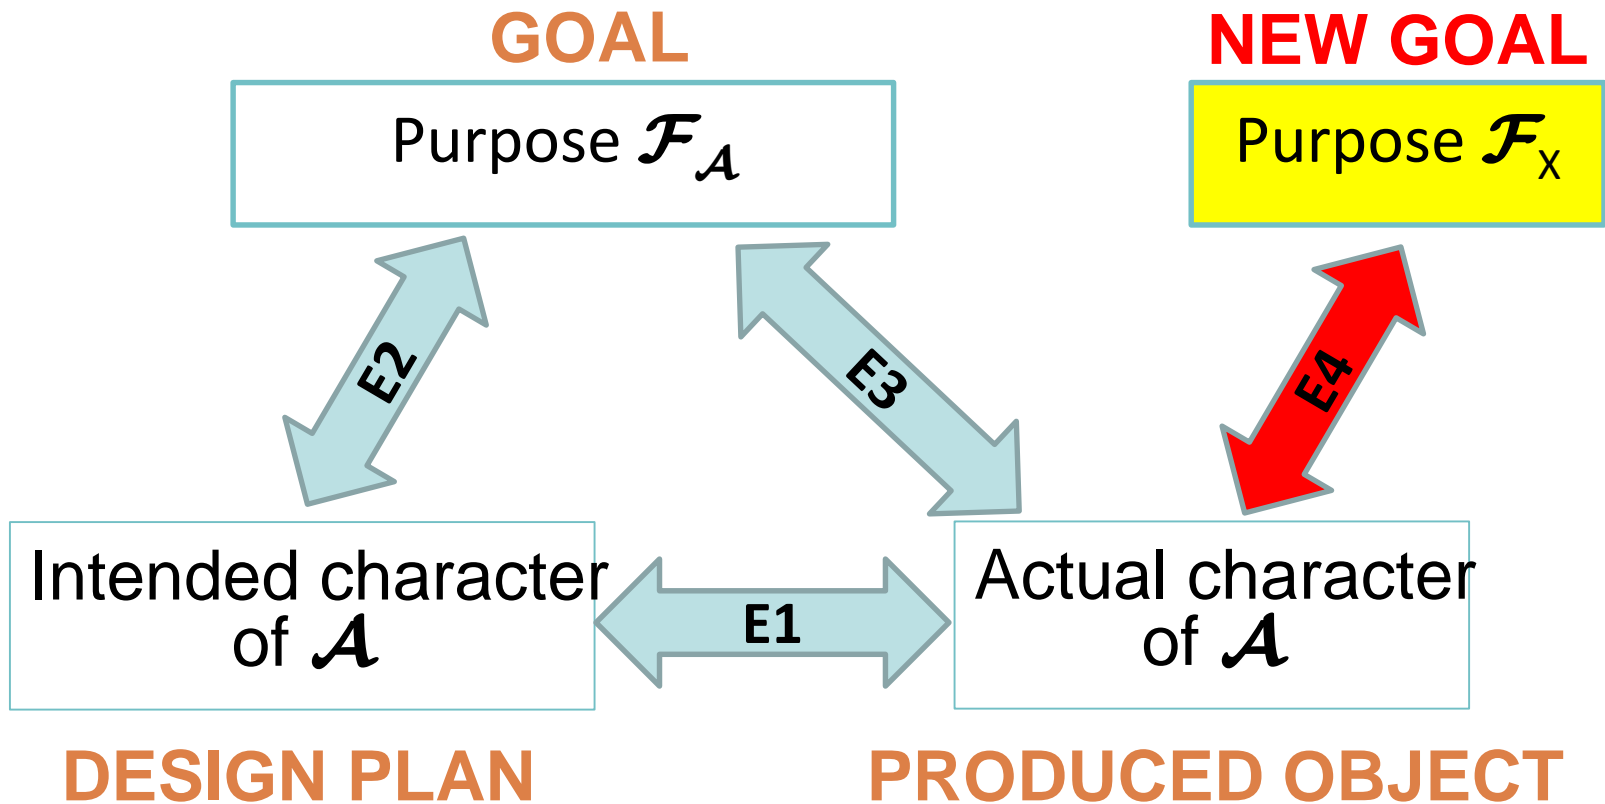 GOAL
NEW GOAL
Purpose 𝓕𝓐
Purpose 𝓕X
E2
E3
E4
Intended character
of 𝓐
E1
Actual character
of 𝓐
DESIGN PLAN
PRODUCED OBJECT